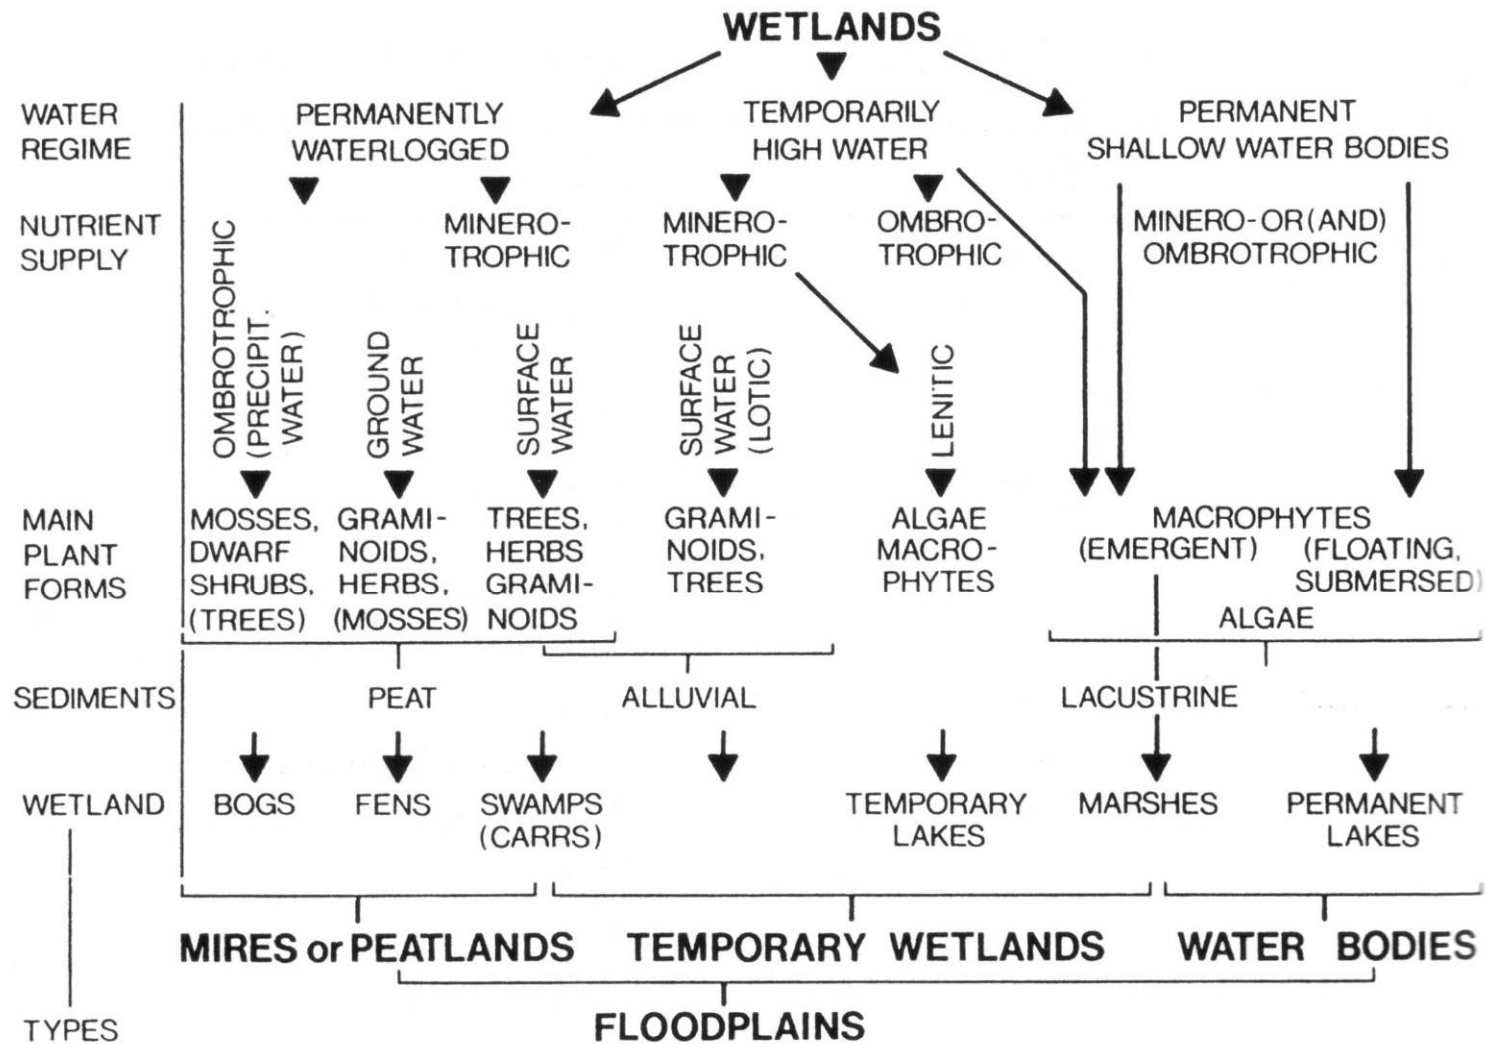 WETLANDS
WATER REGIME
PERMANENTLY WATERLOGGED
TEMPORARILY HIGH WATER
PERMANENT SHALLOW WATER BODIES
NUTRIENT SUPPLY
OMBROTROPHIC (PRECIPIT. WATER)
MINERO-TROPHIC
GROUND WATER
SURFACE WATER
MINERO-TROPHIC
SURFACE WATER (LOTIC)
LENITIC
OMBRO-TROPHIC
MINERO-OR(AND) OMBROTROPHIC
MAIN PLANT FORMS
MOSSES, DWARF SHRUBS, (TREES)
GRAMI-NOIDS, HERBS, (MOSSES)
TREES, HERBS GRAMI-NOIDS
GRAMI-NOIDS, TREES
ALGAE MACRO-PHYTES
MACROPHYTES
(EMERGENT)
(FLOATING, SUBMERSED)
ALGAE
SEDIMENTS
PEAT
ALLUVIAL
LACUSTRINE
WETLAND
BOGS
FENS
SWAMPS (CARRS)
TEMPORARY LAKES
MARSHES
PERMANENT LAKES
MIRES or PEATLANDS
TEMPORARY WETLANDS
WATER BODIES
FLOODPLAINS
TYPES